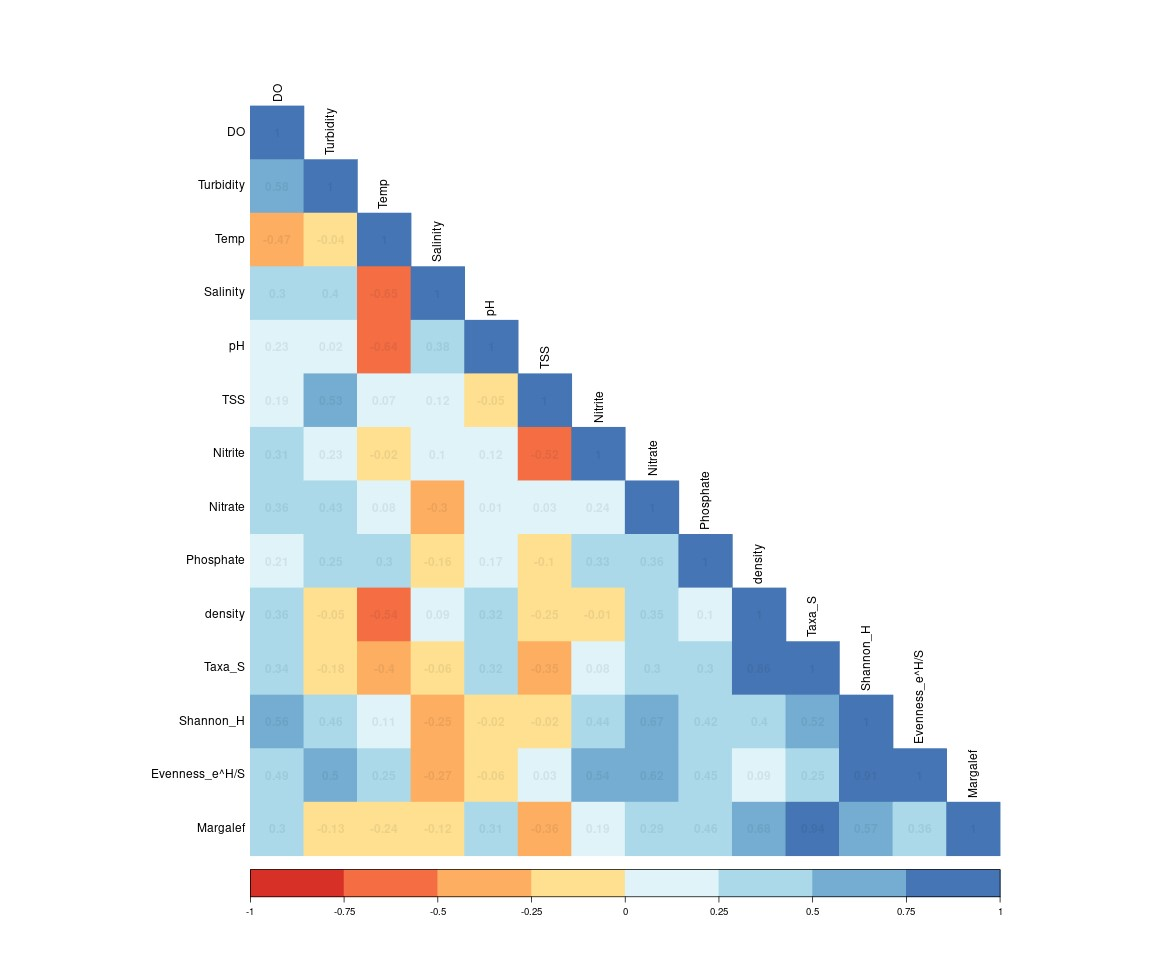 DO
DO 1 Turbidity
Turbidity 0.58 1 Temp
Temp -0.47 -0.04 1 Salinity
Salinity 0.3 0.4 -0.65 1 pH
pH 0.23 0.02 -0.64 0.38 1 TSS
TSS 0.19 0.53 0.07 0.12 -0.05 1 Nitrite
Nitrite 0.31 0.23 -0.02 0.1 0.12 -0.52 1 Nitrate
Nitrate 0.36 0.43 0.08 -0.3 0.01 0.03 0.24 1 Phosphate
Phosphate 0.21 0.25 0.3 -0.16 0.17 -0.1 0.33 0.35 1 density
density 0.36 -0.05 -0.54 0.09 0.32 -0.25 -0.01 0.35 0.1 1 Taxa_S
Taxa_S 0.34 -0.18 -0.4 -0.06 0.32 -0.35 0.08 0.3 0.3 1 Shannon_H
Shannon_H 0.56 0.46 0.11 -0.25 -0.02 -0.02 0.44 0.67 0.42 0.4 0.52 1 Evenness_e^H/S
Evenness_e^H/S 0.49 0.5 0.25 -0.27 -0.06 0.03 0.54 0.62 0.45 0.09 0.25 0.91 1 Margalef
Margalef 0.3 -0.13 -0.24 -0.12 0.31 -0.36 0.19 0.29 0.46 0.66 0.94 0.57 0.36 1
-1 -0.75 -0.5 -0.25 0 0.25 0.5 0.75 1